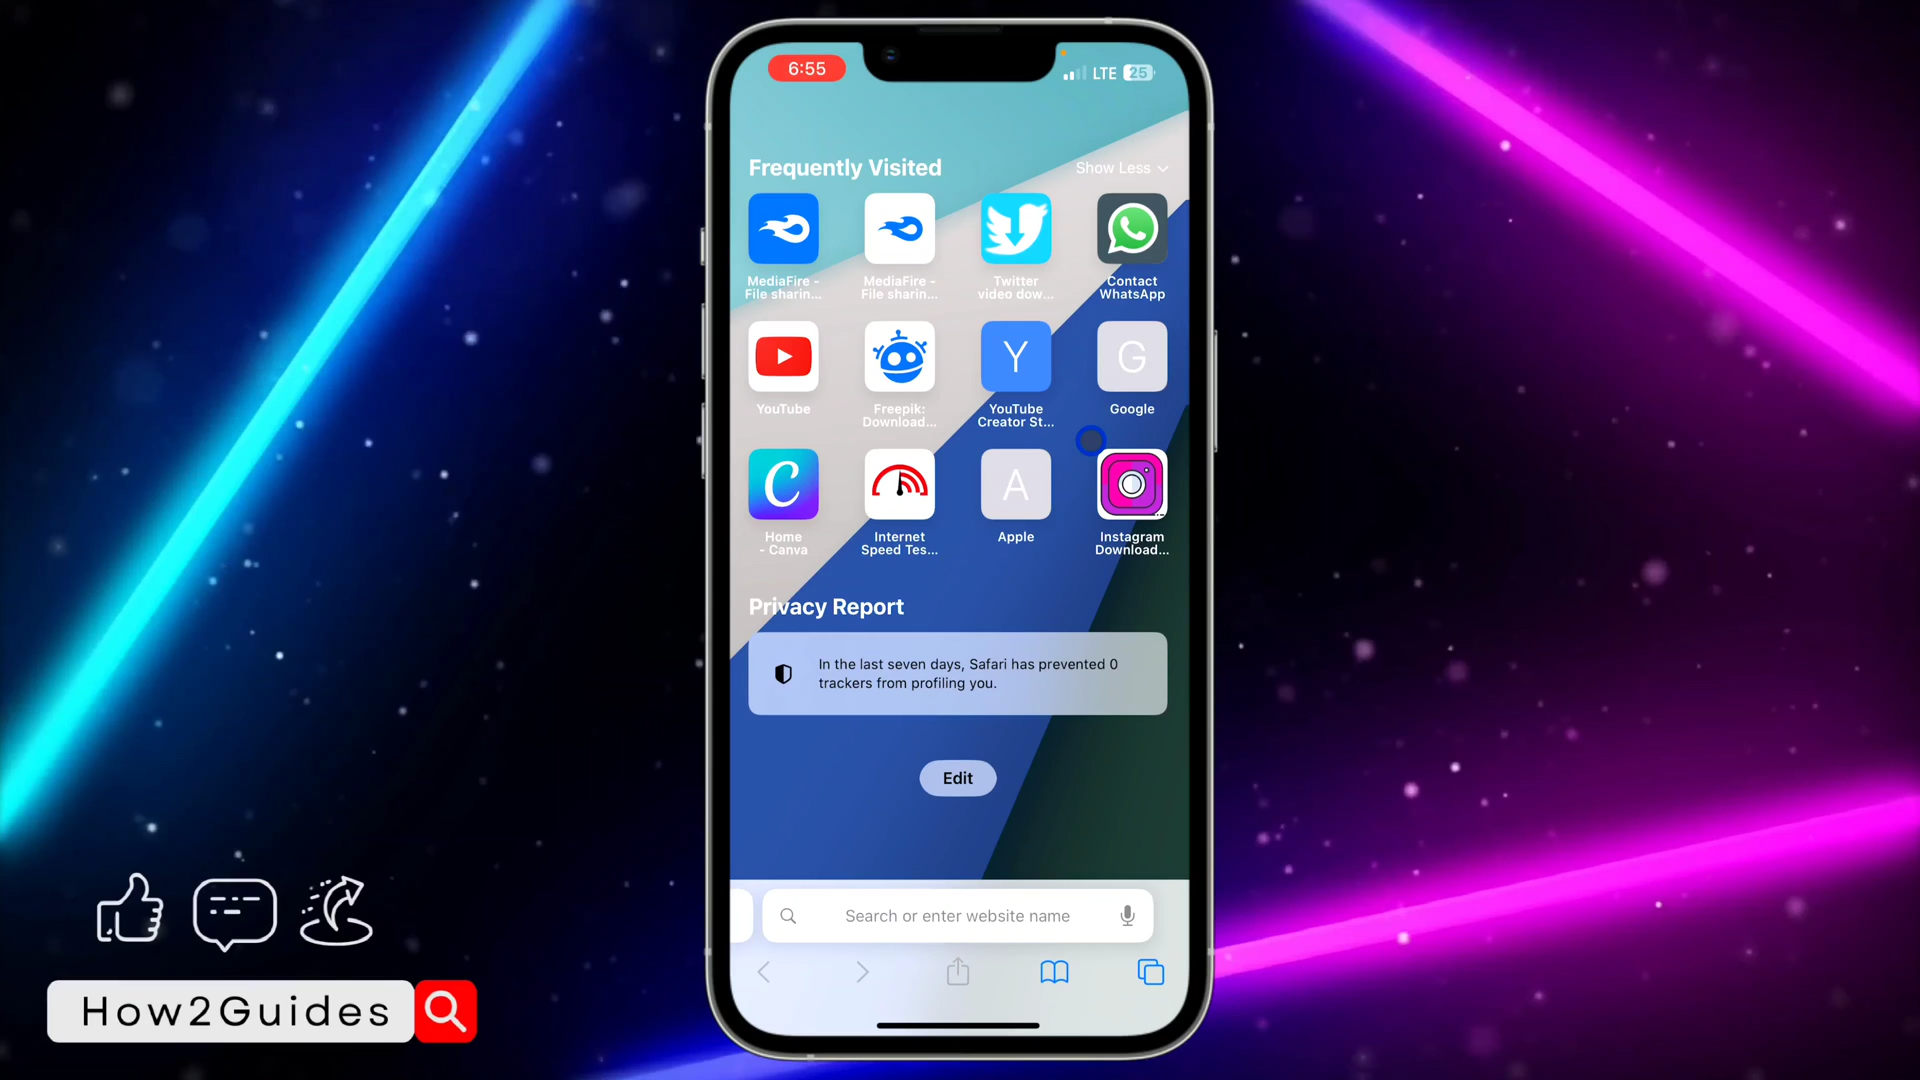 6:55
LTE 25
Frequently Visited
Show Less
MediaFire -
File sharin...
MediaFire -
File sharin...
Twitter
video dow...
Contact
WhatsApp
YouTube
Freepik:
Download...
Y
YouTube
Creator St...
G
Google
C
Home
- Canva
Internet
Speed Tes...
A
Apple
Instagram
Download...
Privacy Report
In the last seven days, Safari has prevented 0
trackers from profiling you.
Edit
Search or enter website name
How2Guides